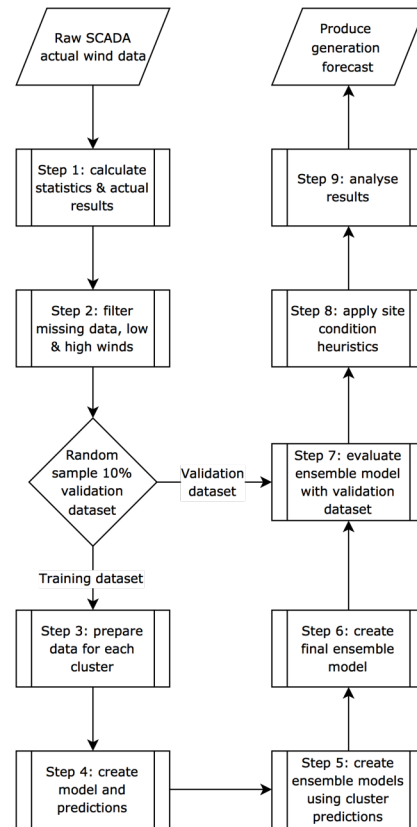 Raw SCADA
actual wind data
Step 1: calculate
statistics & actual
results
Step 2: filter
missing data, low
& high winds
Random
sample 10%
validation
dataset
Validation
dataset
Training dataset
Step 3: prepare
data for each
cluster
Step 4: create
model and
predictions
Step 5: create
ensemble models
using cluster
predictions
Step 6: create
final ensemble
model
Step 7: evaluate
ensemble model
with validation
dataset
Step 8: apply site
condition
heuristics
Step 9: analyse
results
Produce
generation
forecast